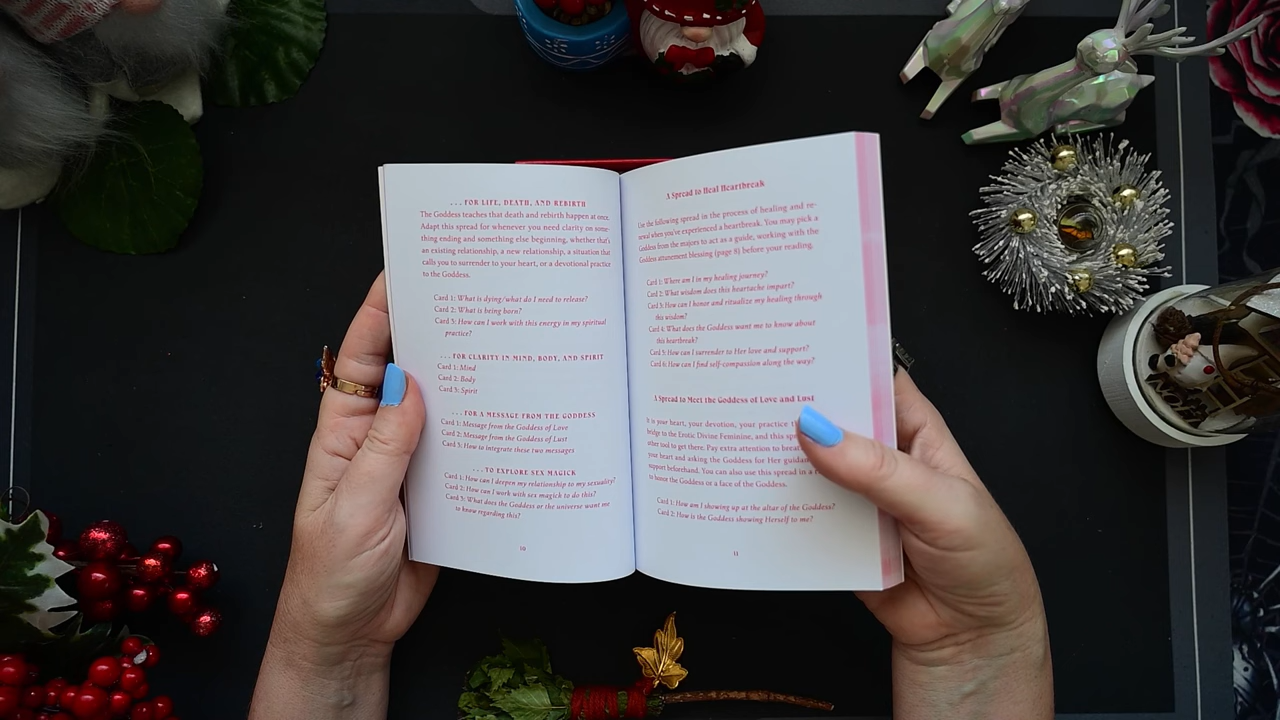 . . . FOR LIFE, DEATH, AND REBIRTH
The Goddess teaches that death and rebirth happen at once.
Adapt this spread for whenever you need clarity on some-
thing ending and something else beginning, whether that's
an existing relationship, a new relationship, a situation that
calls you to surrender to your heart, or a devotional practice
to the Goddess.
Card 1: What is dying/what do I need to release?
Card 2: What is being born?
Card 3: How can I work with this energy in my spiritual
practice?
. . . FOR CLARITY IN MIND, BODY, AND SPIRIT
Card 1: Mind
Card 2: Body
Card 3: Spirit
. . . FOR A MESSAGE FROM THE GODDESS
Card 1: Message from the Goddess of Love
Card 2: Message from the Goddess of Lust
Card 3: How to integrate these two messages
. . . TO EXPLORE SEX MAGICK
Card 1: How can I deepen my relationship to my sexuality?
Card 2: How can I work with sex magick to do this?
Card 3: What does the Goddess or the universe want me
to know regarding this?
10
A Spread to Heal Heartbreak
Use the following spread in the process of healing and re-
newal when you've experienced a heartbreak. You may pick a
Goddess from the majors to act as a guide, working with the
Goddess attunement blessing (page 8) before your reading.
Card 1: Where am I in my healing journey?
Card 2: What wisdom does this heartache impart?
Card 3: How can I honor and ritualize my healing through
this wisdom?
Card 4: What does the Goddess want me to know about
this heartbreak?
Card 5: How can I surrender to Her love and support?
Card 6: How can I find self-compassion along the way?
A Spread to Meet the Goddess of Love and Lust
It is your heart, your devotion, your practice
bridge to the Erotic Divine Feminine, and this
other tool to get there. Pay extra attention to
your heart and asking the Goddess for Her
support beforehand. You can also use this spread in a
to honor the Goddess or a face of the Goddess.
Card 1: How am I showing up at the altar of the Goddess?
Card 2: How is the Goddess showing Herself to me?
11